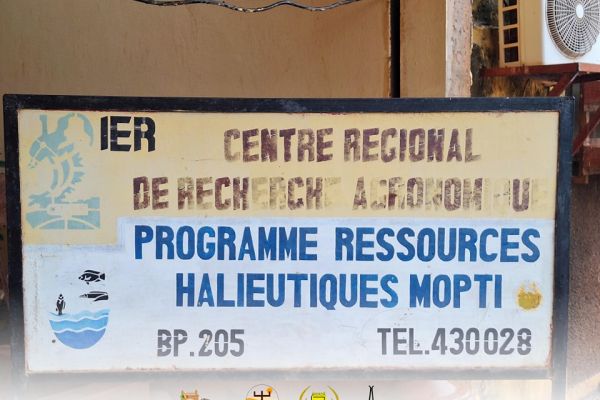 IER
CENTRE REGIONAL
DE RECHERCHE AGRONOMIQUE
PROGRAMME RESSOURCES
HALIEUTIQUES MOPTI
BP.205 TEL.430028